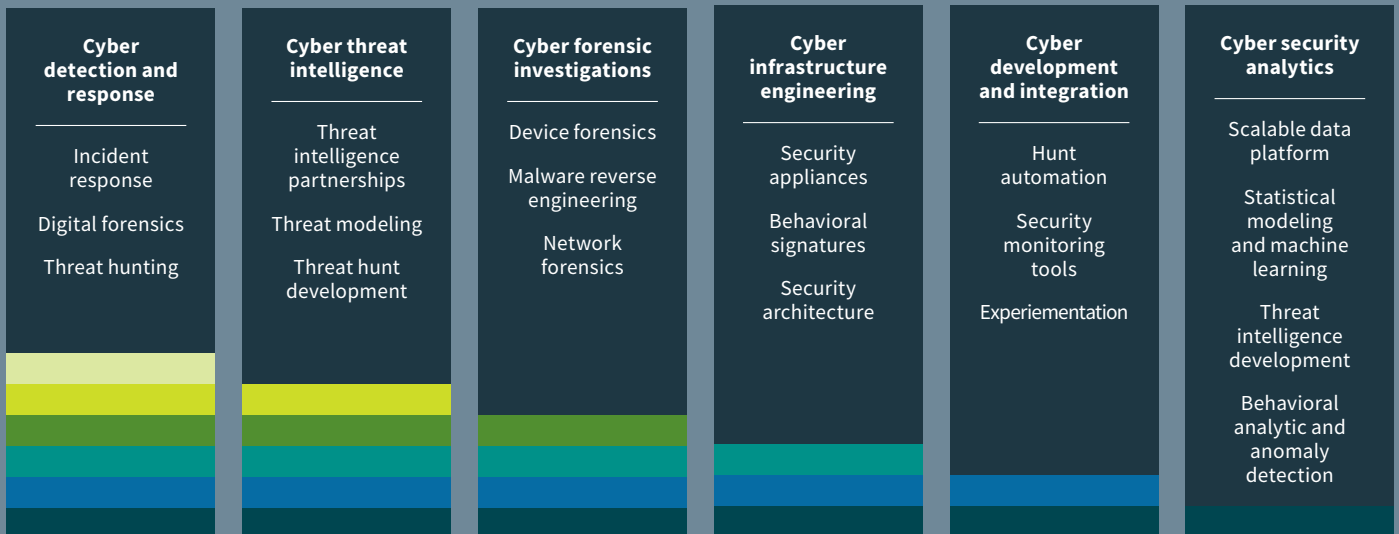 Cyber
detection and
response
Incident
response
Digital forensics
Threat hunting
Cyber threat
intelligence
Threat
intelligence
partnerships
Threat modeling
Threat hunt
development
Cyber forensic
investigations
Device forensics
Malware reverse
engineering
Network
forensics
Cyber
infrastructure
engineering
Security
appliances
Behavioral
signatures
Security
architecture
Cyber
development
and integration
Hunt
automation
Security
monitoring
tools
Experiementation
Cyber security
analytics
Scalable data
platform
Statistical
modeling
and machine
learning
Threat
intelligence
development
Behavioral
analytic and
anomaly
detection